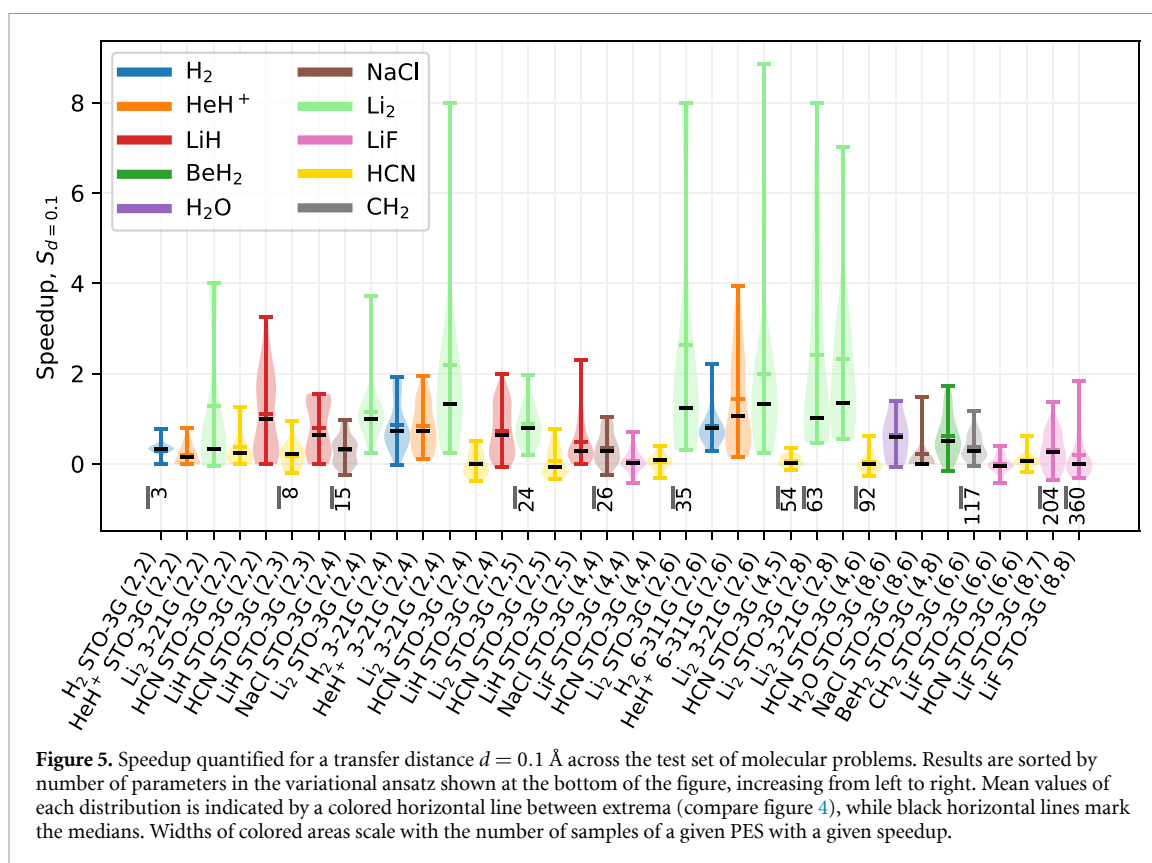 8
6
4
2
0
Speedup, S_{d = 0.1}
H₂
HeH⁺
LiH
BeH₂
H₂O
NaCl
Li₂
LiF
HCN
CH₂
3
8
15
24
26
35
54
63
92
117
204
360
H₂ STO-3G (2,2)
HeH⁺ STO-3G (2,2)
Li₂ 3-21G (2,2)
HCN STO-3G (2,2)
LiH STO-3G (2,2)
HCN STO-3G (2,3)
LiH STO-3G (2,3)
NaCl STO-3G (2,4)
Li₂ STO-3G (2,4)
H₂ 3-21G (2,4)
HeH⁺ 3-21G (2,4)
Li₂ 3-21G (2,4)
HCN STO-3G (2,4)
LiH STO-3G (2,4)
Li₂ STO-3G (2,5)
HCN STO-3G (2,5)
LiH STO-3G (2,5)
NaCl STO-3G (4,4)
LiF STO-3G (4,4)
HCN STO-3G (4,4)
Li₂ STO-3G (2,6)
H₂ 6-311G (2,6)
HeH⁺ 6-311G (2,6)
Li₂ 3-21G (2,6)
HCN STO-3G (4,5)
Li₂ STO-3G (2,8)
Li₂ 3-21G (2,8)
HCN STO-3G (4,6)
H₂O STO-3G (8,6)
NaCl STO-3G (8,6)
BeH₂ STO-3G (4,8)
CH₂ STO-3G (6,6)
LiF STO-3G (6,6)
HCN STO-3G (6,6)
LiF STO-3G (8,7)
LiF STO-3G (8,8)
Figure 5. Speedup quantified for a transfer distance d = 0.1 Å across the test set of molecular problems. Results are sorted by
number of parameters in the variational ansatz shown at the bottom of the figure, increasing from left to right. Mean values of
each distribution is indicated by a colored horizontal line between extrema (compare figure 4), while black horizontal lines mark
the medians. Widths of colored areas scale with the number of samples of a given PES with a given speedup.